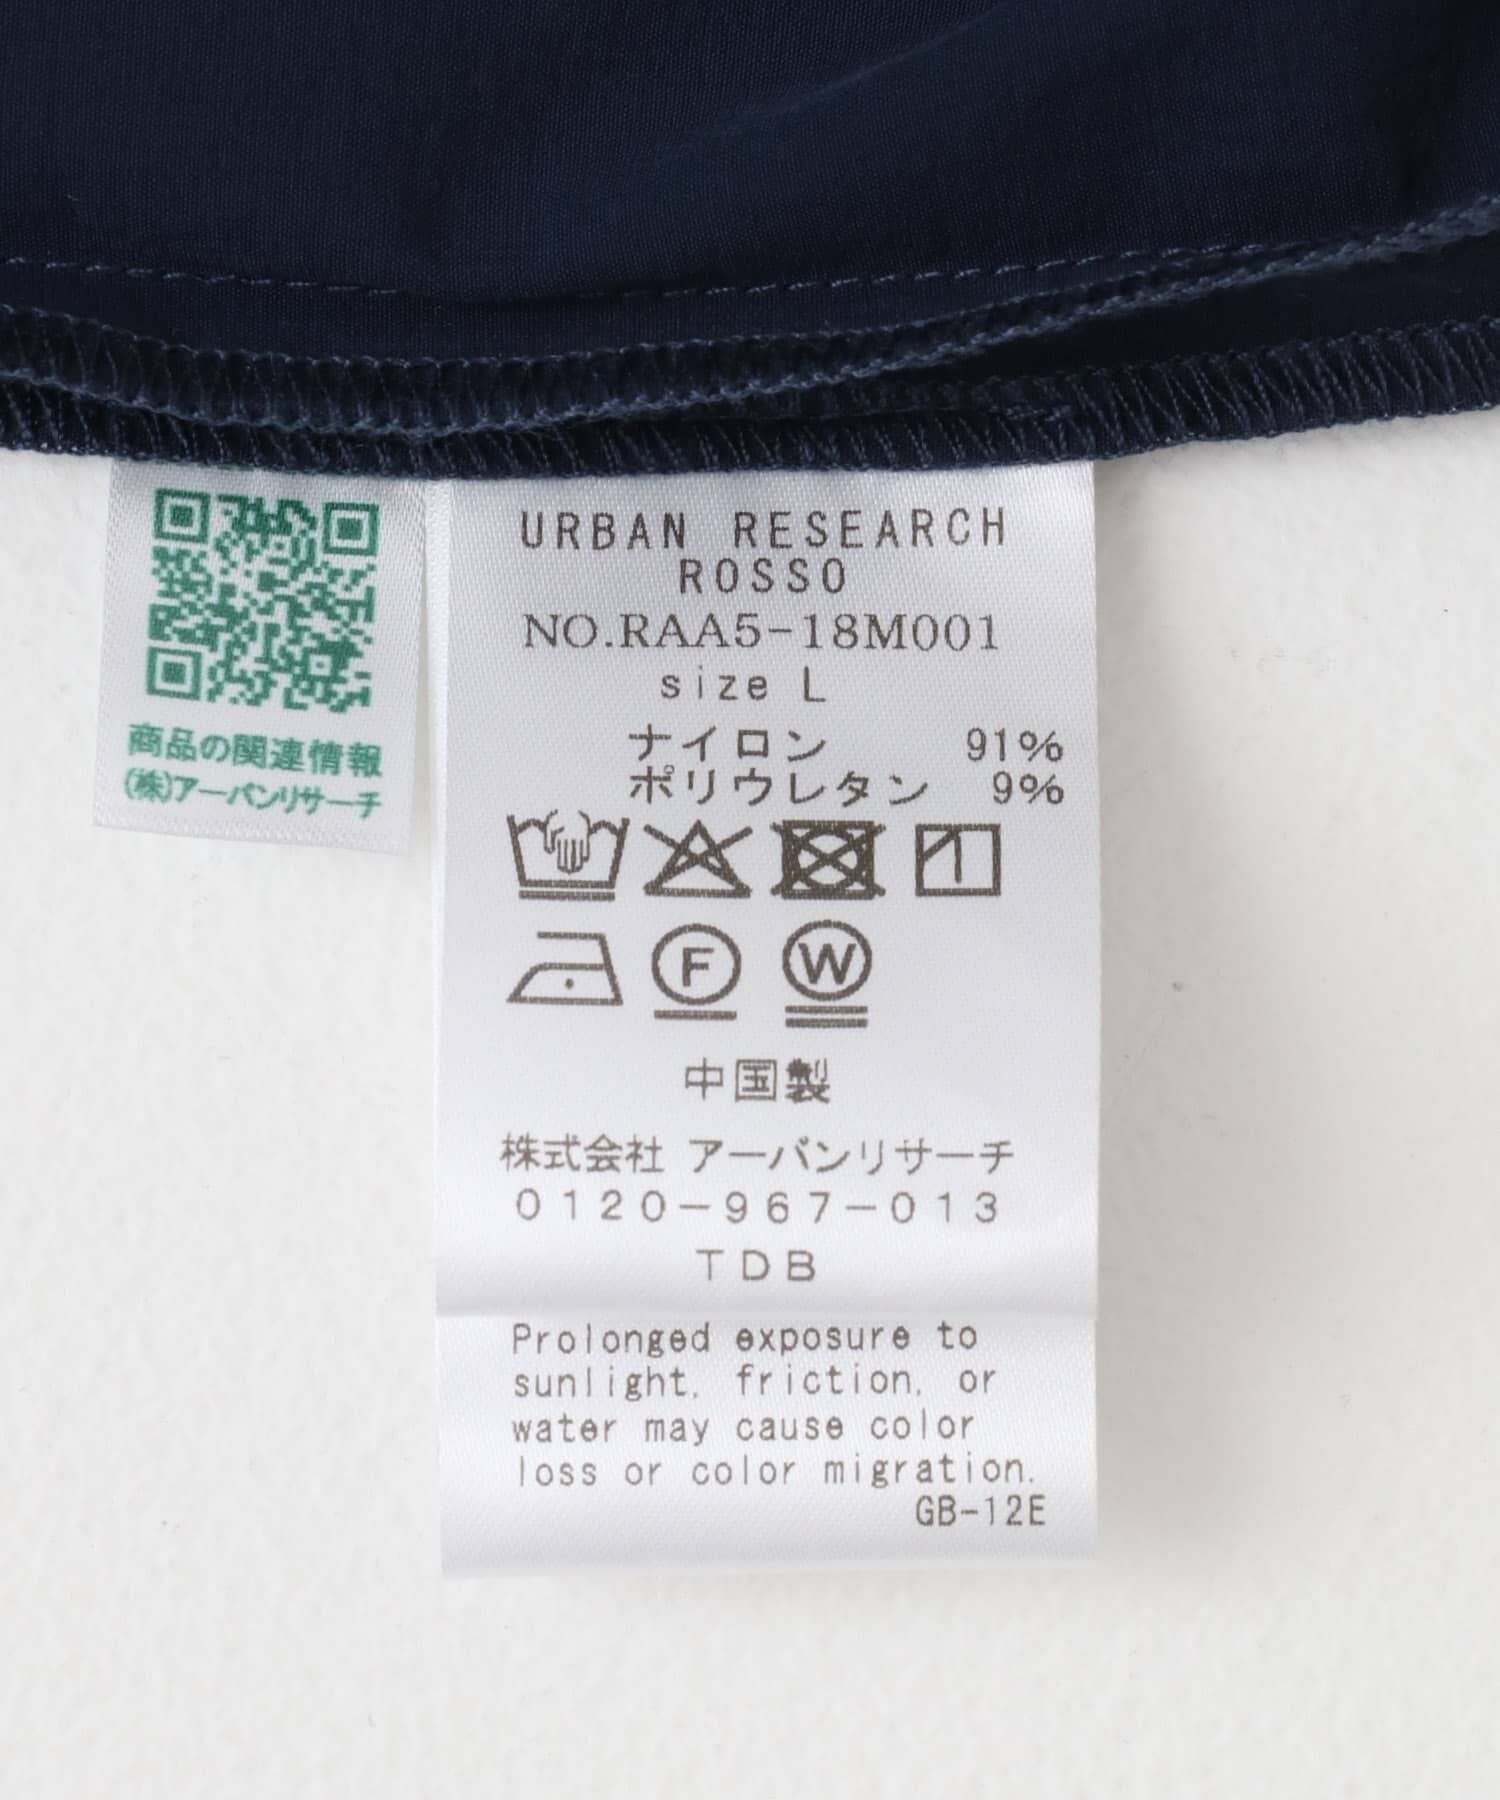 商品の関連情報
(株)アーバンリサーチ
URBAN RESEARCH
ROSSO
NO.RAA5-18M001
size L
ナイロン 91%
ポリウレタン 9%
F W
中国製
株式会社 アーバンリサーチ
0120-967-013
TDB
Prolonged exposure to
sunlight, friction, or
water may cause color
loss or color migration.
GB-12E